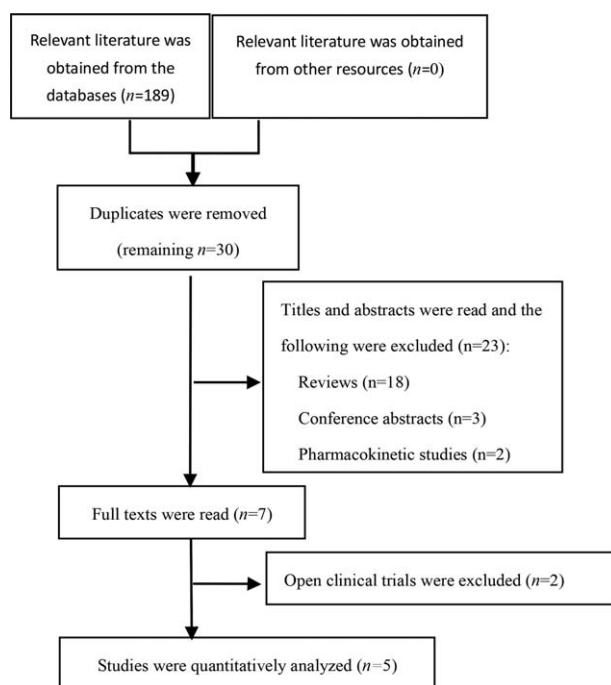 Relevant literature was
obtained from the
databases (n=189)
Relevant literature was obtained
from other resources (n=0)
Duplicates were removed
(remaining n=30)
Titles and abstracts were read and the
following were excluded (n=23):
Reviews (n=18)
Conference abstracts (n=3)
Pharmacokinetic studies (n=2)
Full texts were read (n=7)
Open clinical trials were excluded (n=2)
Studies were quantitatively analyzed (n=5)